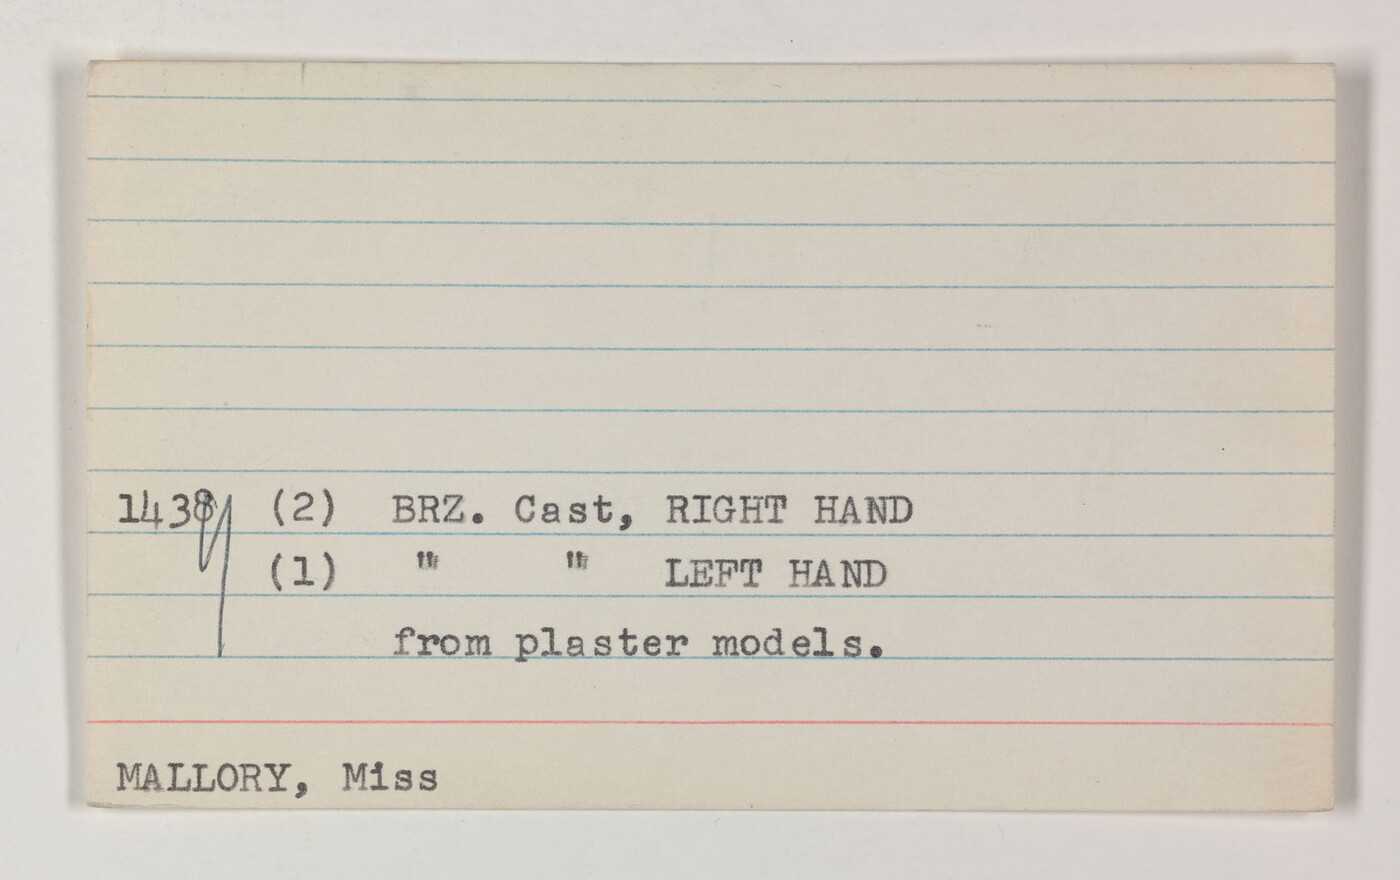 1438 (2) BRZ. Cast, RIGHT HAND
(1) " " LEFT HAND
from plaster models.
MALLORY, Miss